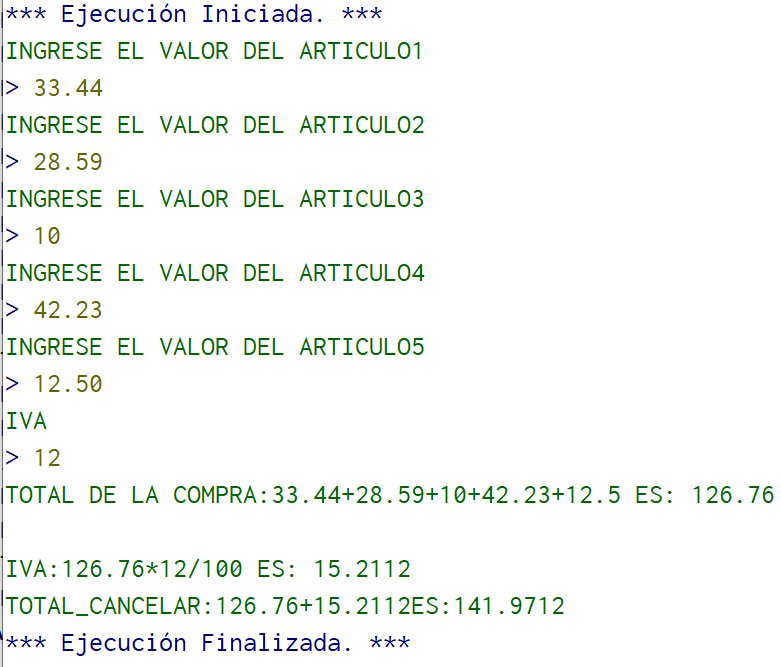 *** Ejecución Iniciada. ***
INGRESE EL VALOR DEL ARTICULO1
> 33.44
INGRESE EL VALOR DEL ARTICULO2
> 28.59
INGRESE EL VALOR DEL ARTICULO3
> 10
INGRESE EL VALOR DEL ARTICULO4
> 42.23
INGRESE EL VALOR DEL ARTICULO5
> 12.50
IVA
> 12
TOTAL DE LA COMPRA:33.44+28.59+10+42.23+12.5 ES: 126.76
IVA:126.76*12/100 ES: 15.2112
TOTAL_CANCELAR:126.76+15.2112ES:141.9712
*** Ejecución Finalizada. ***